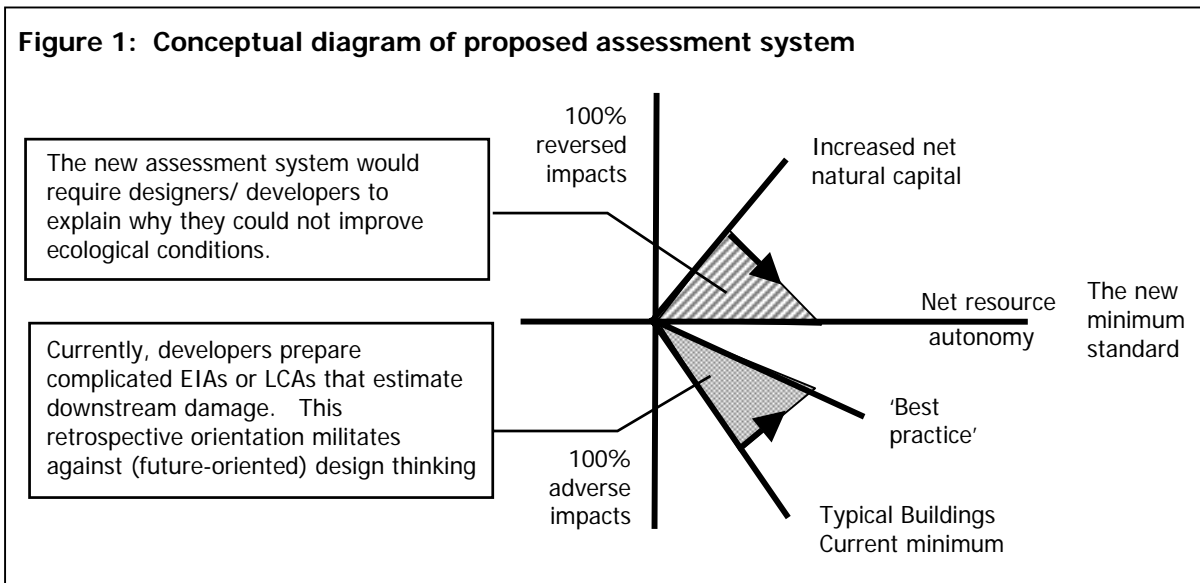 Figure 1: Conceptual diagram of proposed assessment system
The new assessment system would
require designers/ developers to
explain why they could not improve
ecological conditions.
Currently, developers prepare
complicated EIAs or LCAs that estimate
downstream damage. This
retrospective orientation militates
against (future-oriented) design thinking
100%
reversed
impacts
Increased net
natural capital
Net resource
autonomy
The new
minimum
standard
'Best
practice'
100%
adverse
impacts
Typical Buildings
Current minimum